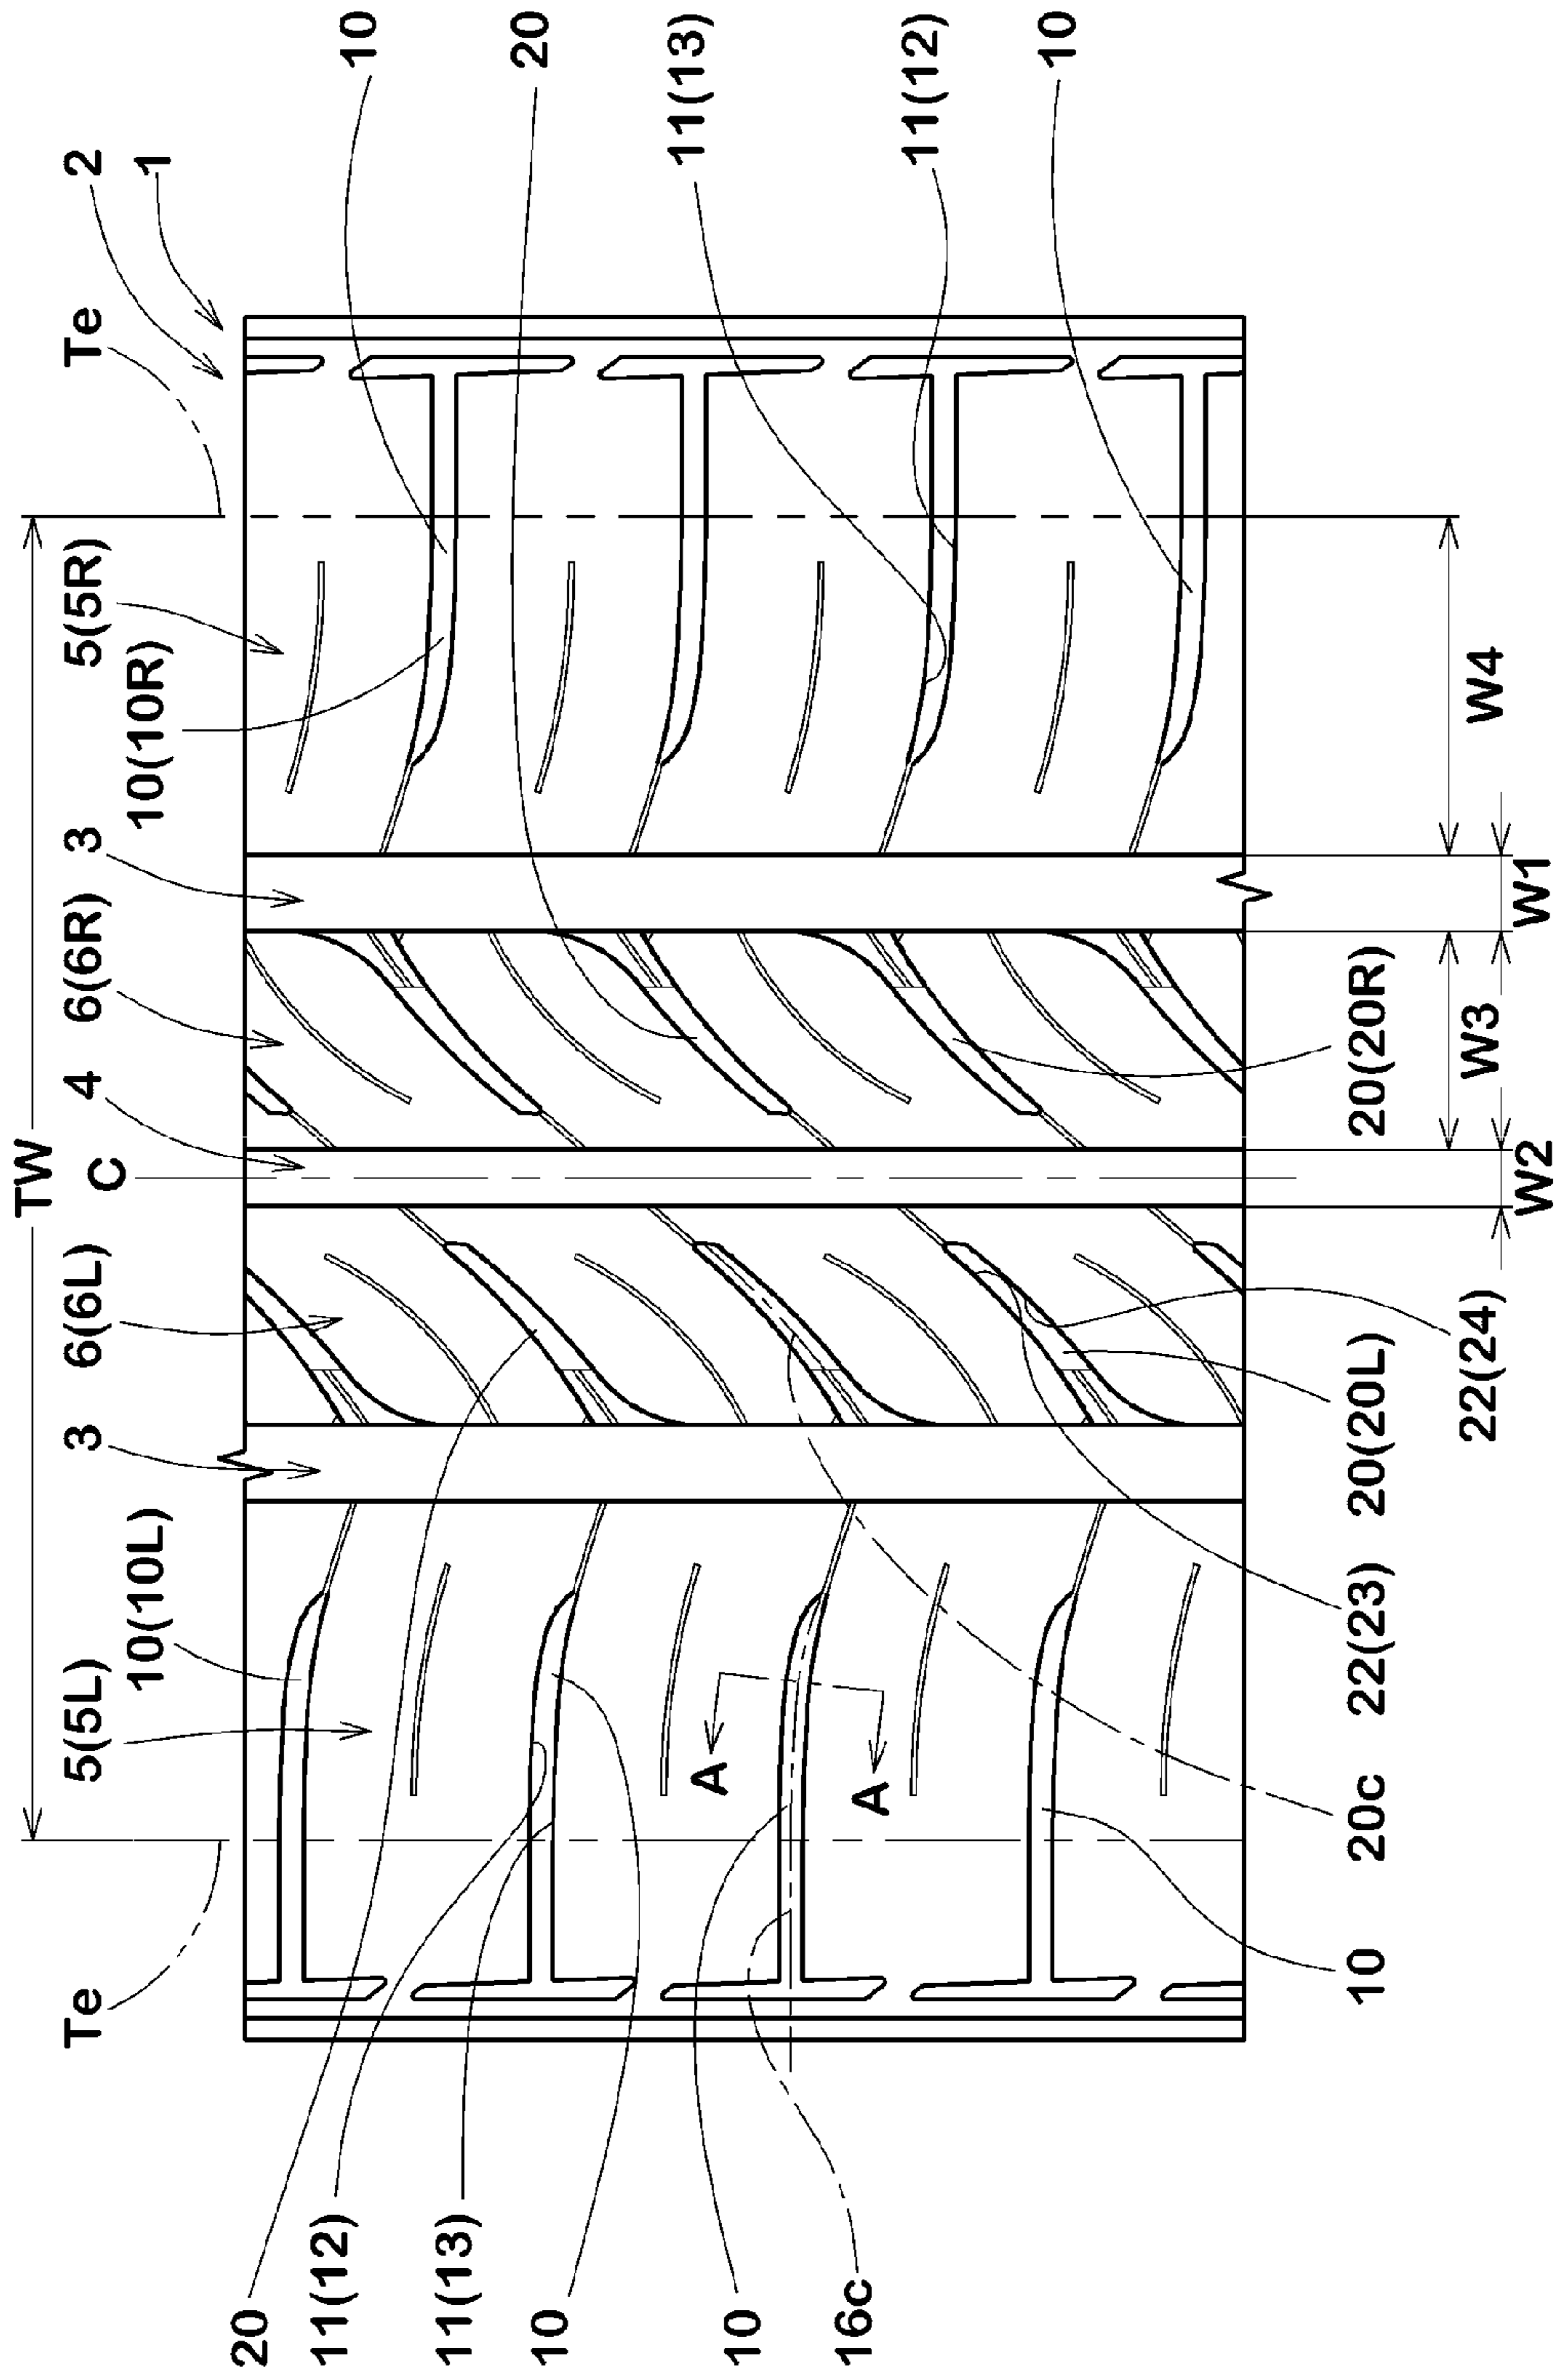 TW
Te
5(5L)
3
6(6L)
4
6(6R)
3
5(5R)
Te
2
C
10(10L)
10(10R)
1
20
11(12)
11(13)
10
10
16c
10
20
11(13)
11(12)
10
A
A
10
20c
22(23)
20(20L)
20(20R)
22(24)
W3
W4
W2
W1